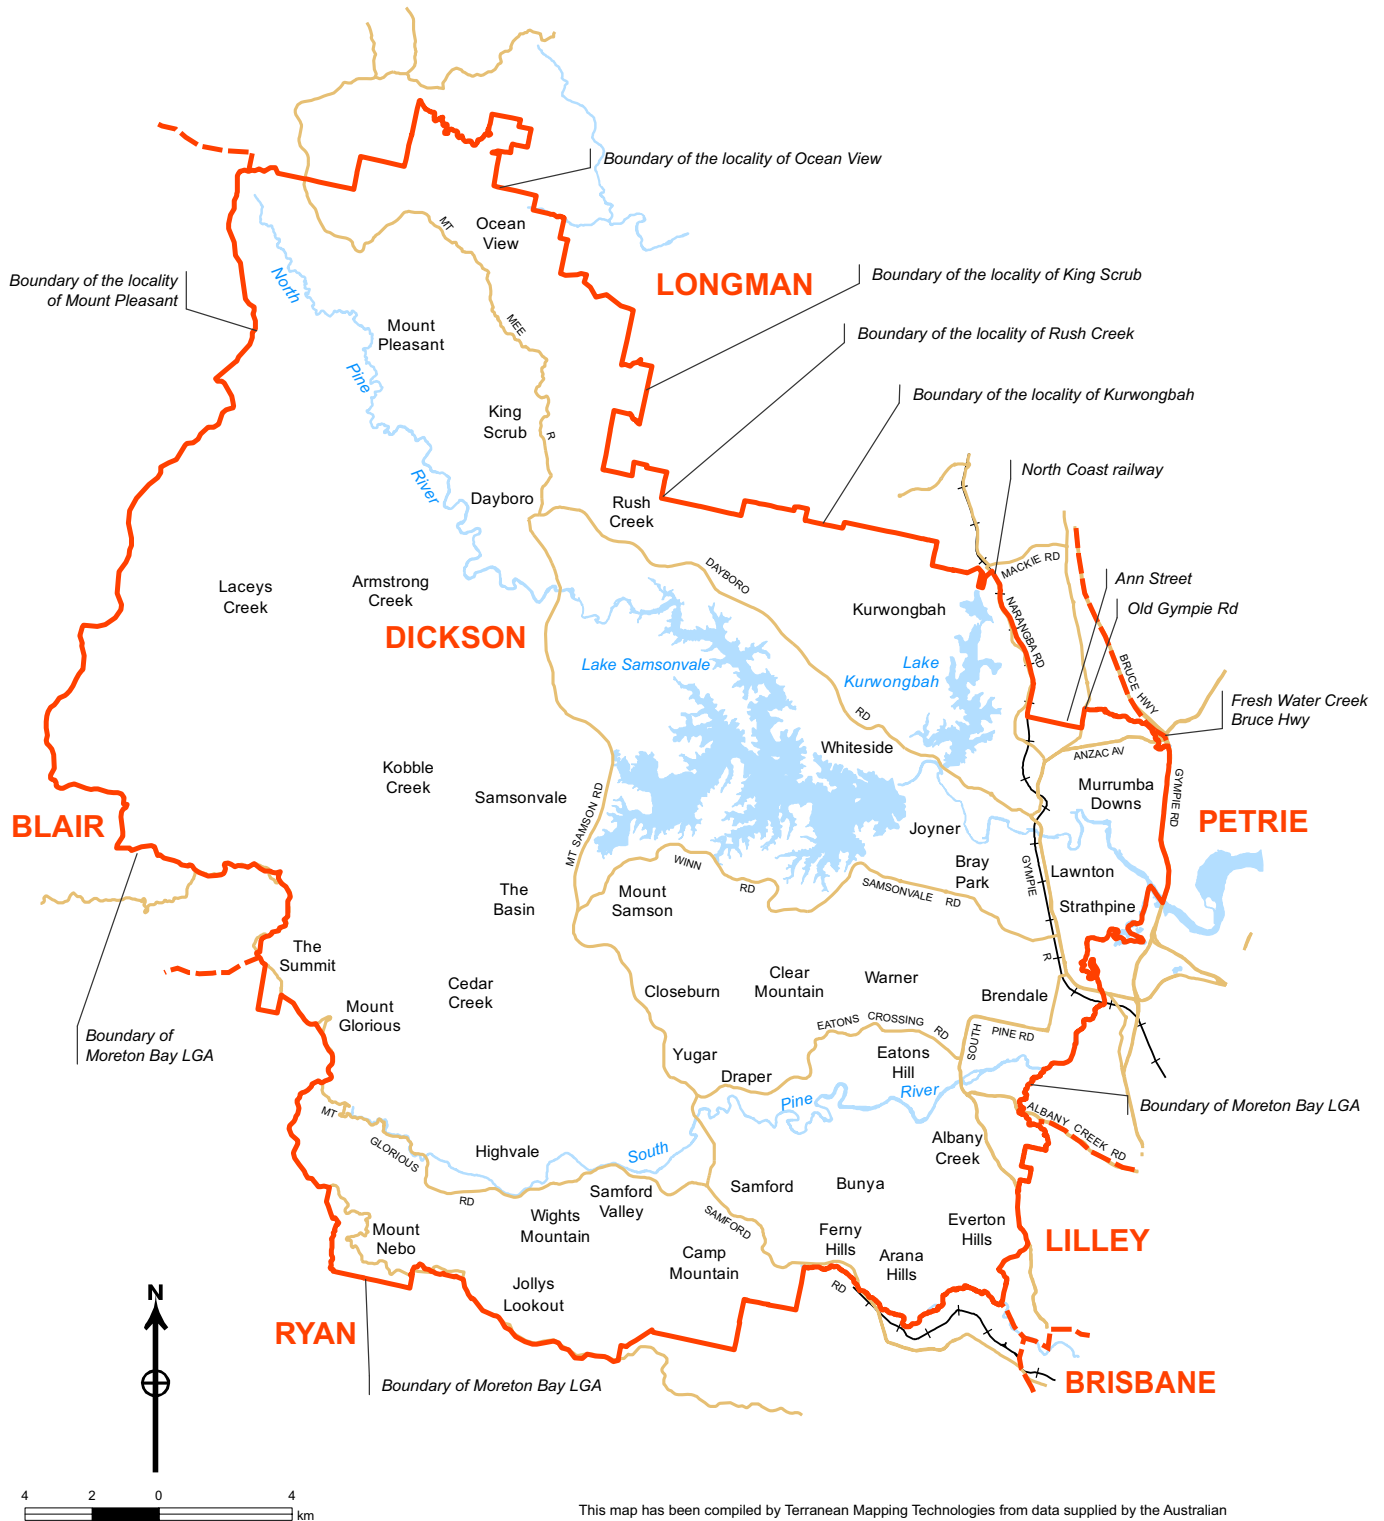 Boundary of the locality of Ocean View
MT
Ocean
View
LONGMAN
Boundary of the locality of King Scrub
North
Boundary of the locality
of Mount Pleasant
MEE
Mount
Pleasant
Boundary of the locality of Rush Creek
Pine
Boundary of the locality of Kurwongbah
King
Scrub
R
North Coast railway
River
Dayboro
Rush
Creek
MACKIE RD
DAYBORO
Ann Street
Laceys
Creek
Armstrong
Creek
Kurwongbah
NARANGBA RD
Old Gympie Rd
DICKSON
Lake Samsonvale
Lake
Kurwongbah
BRUCE HWY
Fresh Water Creek
Bruce Hwy
RD
Whiteside
ANZAC AV
Kobble
Creek
Samsonvale
MT SAMSON RD
Murrumba
Downs
GYMPIE RD
BLAIR
PETRIE
Joyner
WINN
RD
Bray
Park
GYMPIE
Lawnton
The
Basin
Mount
Samson
SAMSONVALE RD
Strathpine
The
Summit
R
Cedar
Creek
Closeburn
Clear
Mountain
Warner
Brendale
Mount
Glorious
EATONS CROSSING RD
SOUTH
PINE RD
Boundary of
Moreton Bay LGA
Yugar
Draper
Eatons
Hill
River
Pine
MT
GLORIOUS
RD
ALBANY CREEK RD
Boundary of Moreton Bay LGA
Highvale
South
Albany
Creek
Samford
Valley
Samford
Bunya
Wights
Mountain
SAMFORD
Mount
Nebo
Ferny
Hills
Everton
Hills
LILLEY
Camp
Mountain
Arana
Hills
Jollys
Lookout
RD
N
RYAN
Boundary of Moreton Bay LGA
BRISBANE
4 2 0 4
km
This map has been compiled by Terranean Mapping Technologies from data supplied by the Australian